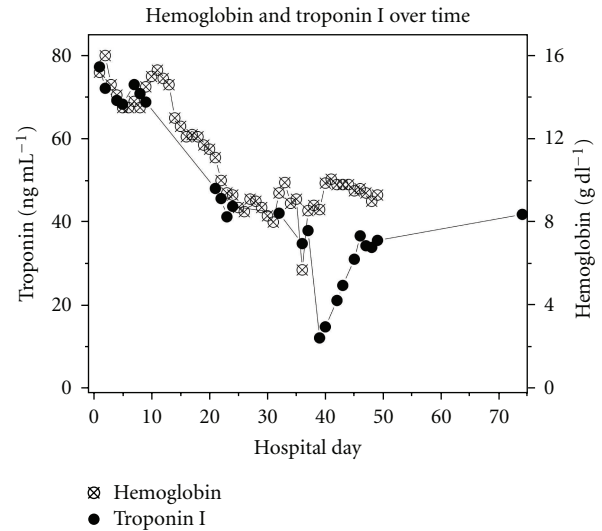 Hemoglobin and troponin I over time
80
60
40
20
0
Troponin (ng mL⁻¹)
16
12
8
4
0
Hemoglobin (g dl⁻¹)
0 10 20 30 40 50 60 70
Hospital day
Hemoglobin
Troponin I